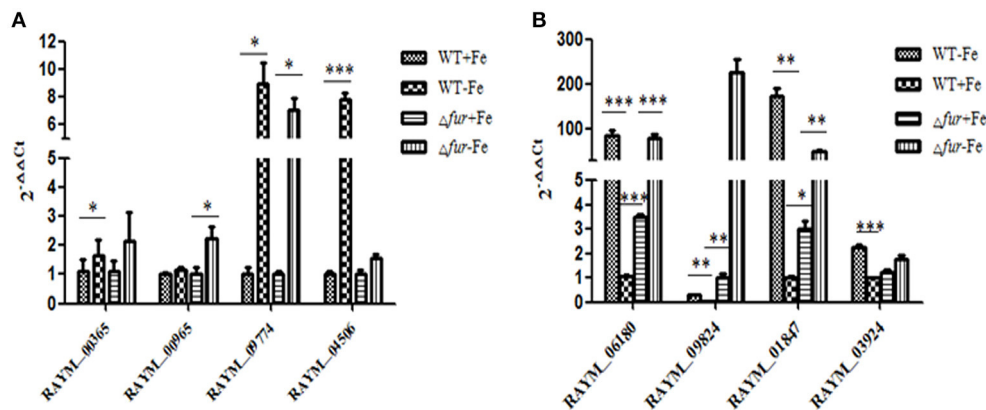 A
2^-ΔΔCt
12
10
8
6
5
4
3
2
1
0
*
*
*
*
***
WT+Fe
WT-Fe
△fur+Fe
△fur-Fe
RAYM_00365
RAYM_00965
RAYM_09774
RAYM_04506
B
2^-ΔΔCt
300
200
100
5
4
3
2
1
0
***
***
***
**
**
**
**
*
***
WT-Fe
WT+Fe
△fur+Fe
△fur-Fe
RAYM_06180
RAYM_09824
RAYM_01847
RAYM_03924